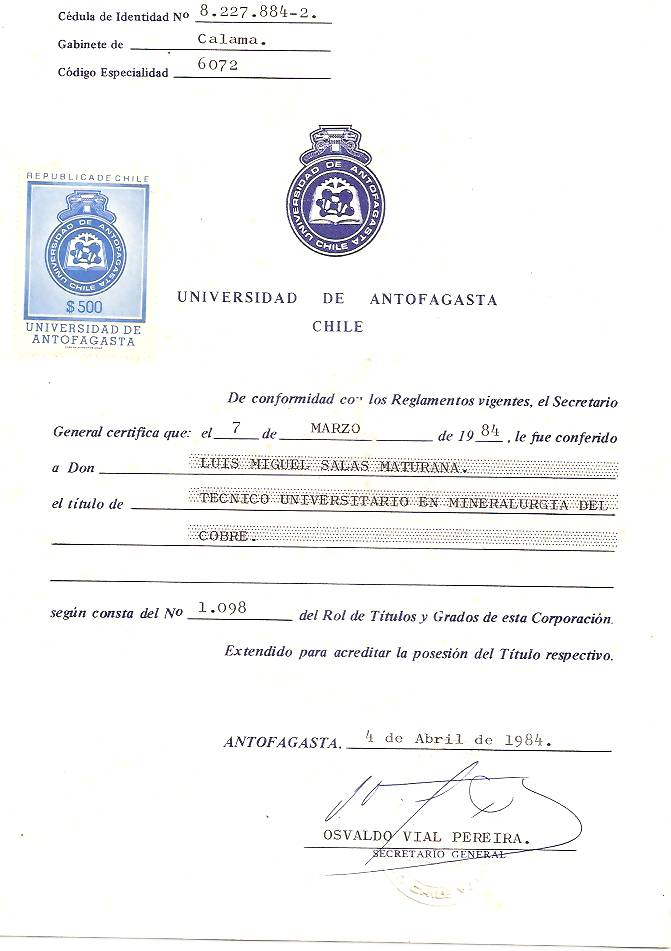 Cédula de Identidad Nº 8.227.884-2.
Gabinete de Calama.
Código Especialidad 6072
REPUBLICA DE CHILE
UNIVERSIDAD DE ANTOFAGASTA
CHILE
$500
UNIVERSIDAD DE
ANTOFAGASTA
UNIVERSIDAD DE ANTOFAGASTA
CHILE
UNIVERSIDAD DE ANTOFAGASTA
CHILE
De conformidad con los Reglamentos vigentes, el Secretario
General certifica que: el 7 de MARZO de 1984, le fue conferido
a Don LUIS MIGUEL SALAS MATURANA.
el título de TECNICO UNIVERSITARIO EN MINERALURGIA DEL
COBRE.
según consta del Nº 1.098 del Rol de Títulos y Grados de esta Corporación.
Extendido para acreditar la posesión del Título respectivo.
ANTOFAGASTA, 4 de Abril de 1984.
OSVALDO VIAL PEREIRA.
SECRETARIO GENERAL
CHILE